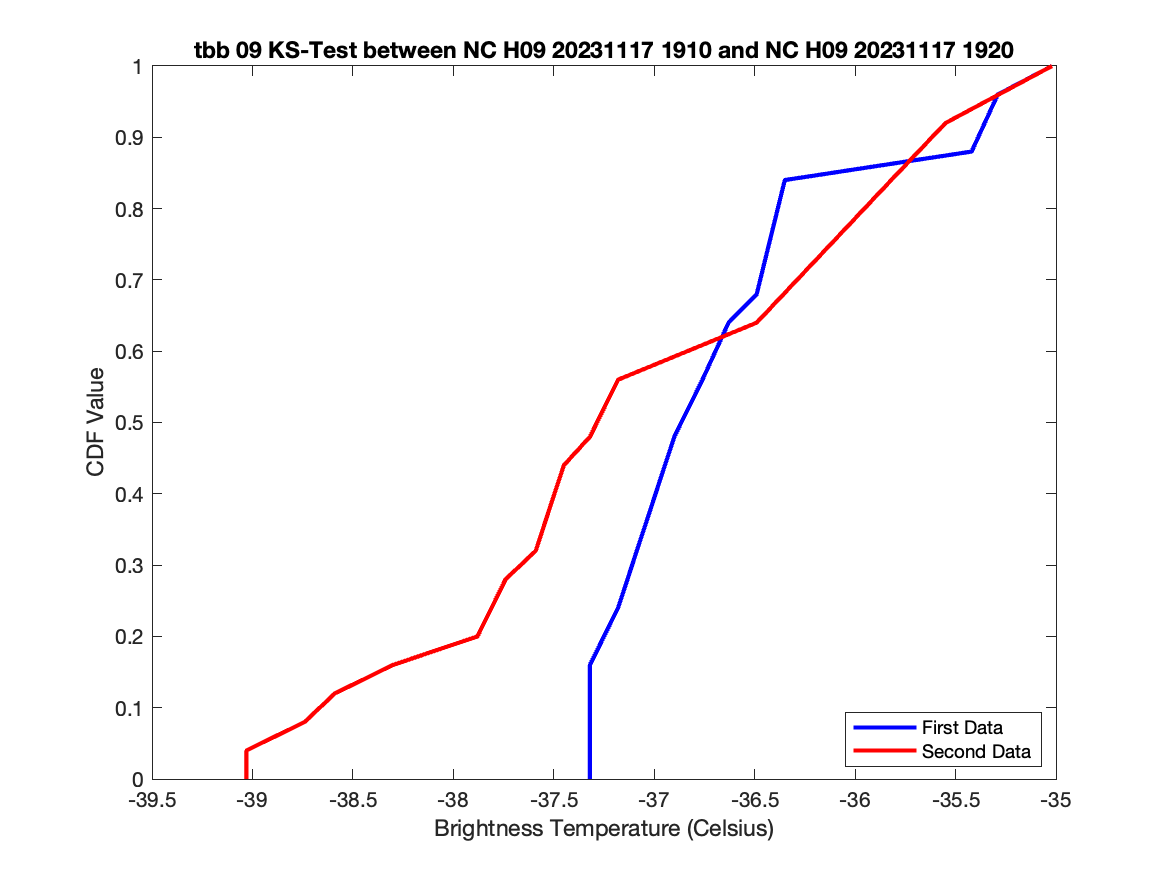 tbb 09 KS-Test between NC H09 20231117 1910 and NC H09 20231117 1920
1
0.9
0.8
0.7
0.6
0.5
0.4
0.3
0.2
0.1
0
CDF Value
First Data
Second Data
-39.5 -39 -38.5 -38 -37.5 -37 -36.5 -36 -35.5 -35
Brightness Temperature (Celsius)